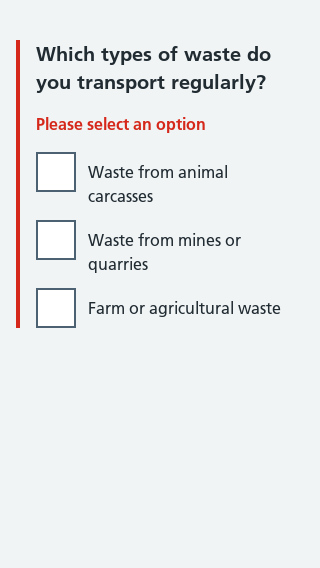 Which types of waste do
you transport regularly?
Please select an option
Waste from animal
carcasses
Waste from mines or
quarries
Farm or agricultural waste